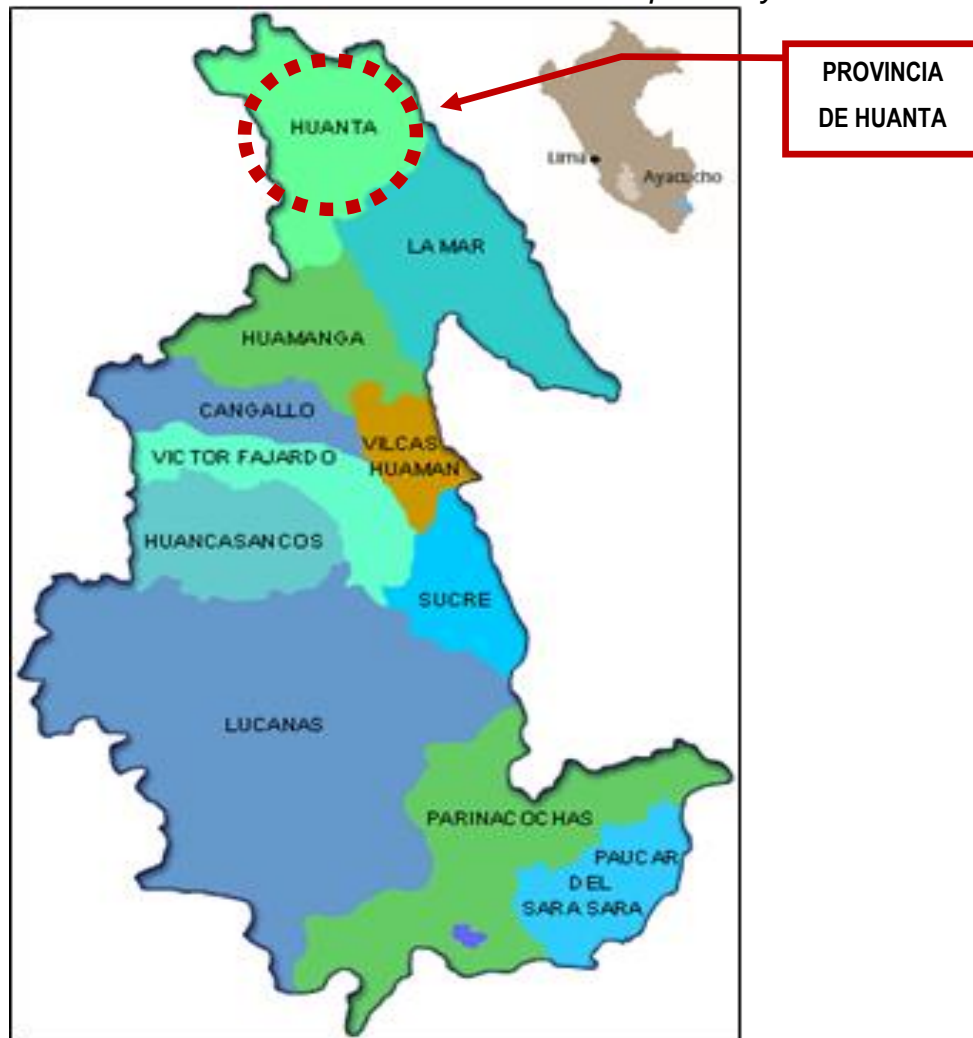 PROVINCIA
DE HUANTA
HUANTA
Lima
Ayacucho
LA MAR
HUAMANGA
CANGALLO
VILCAS
HUAMAN
VICTOR FAJARDO
HUANCASANCOS
SUCRE
LUCANAS
PARINACOCHAS
PAUCAR
DEL
SARA SARA